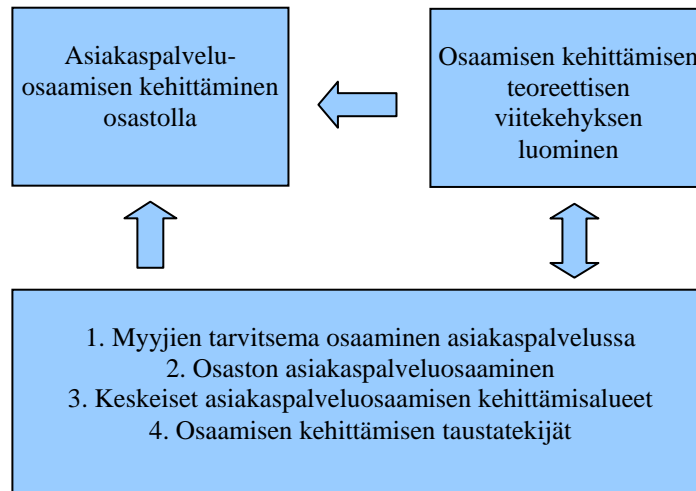 Asiakaspalvelu-
osaamisen kehittäminen
osastolla
Osaamisen kehittämisen
teoreettisen
viitekehyksen
luominen
1. Myyjien tarvitsema osaaminen asiakaspalvelussa
2. Osaston asiakaspalveluosaaminen
3. Keskeiset asiakaspalveluosaamisen kehittämisalueet
4. Osaamisen kehittämisen taustatekijät